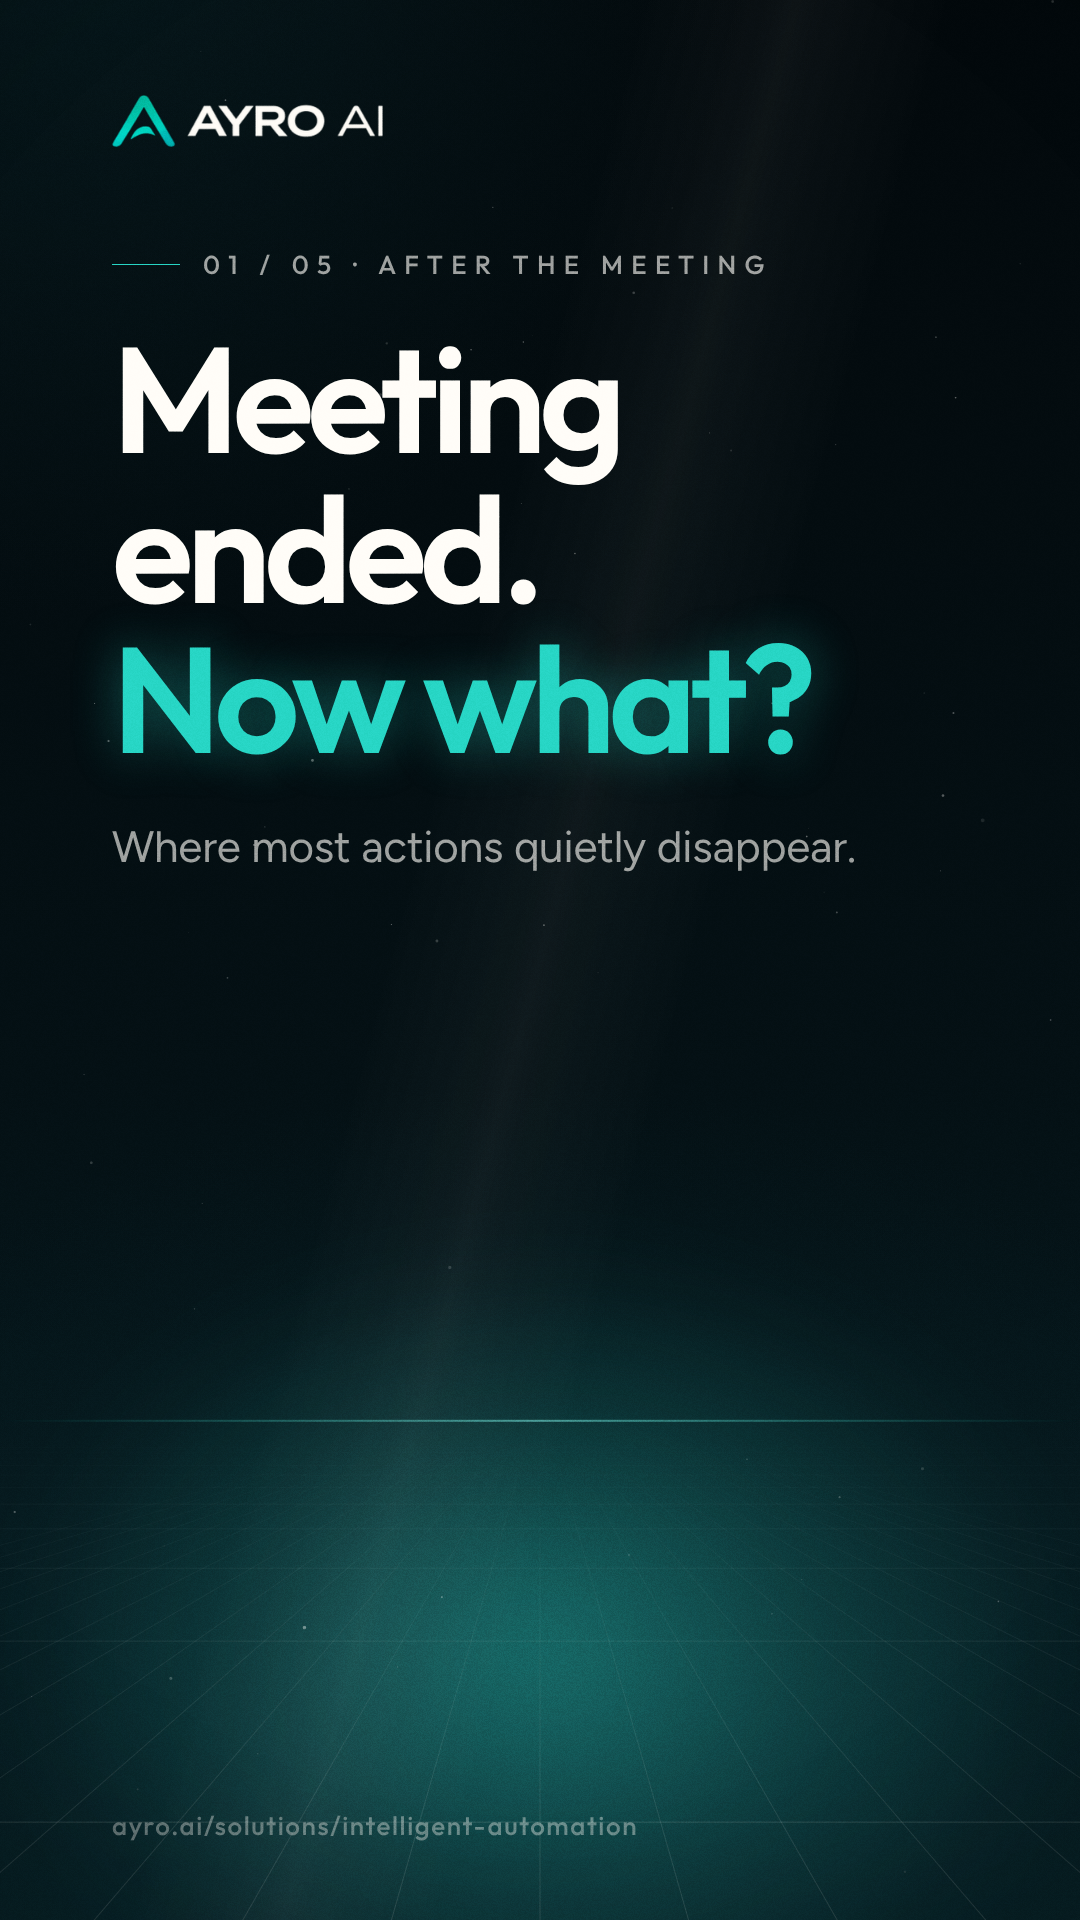 AYRO AI
01 / 05 · AFTER THE MEETING
Meeting
ended.
Now what?
Where most actions quietly disappear.
ayro.ai/solutions/intelligent-automation